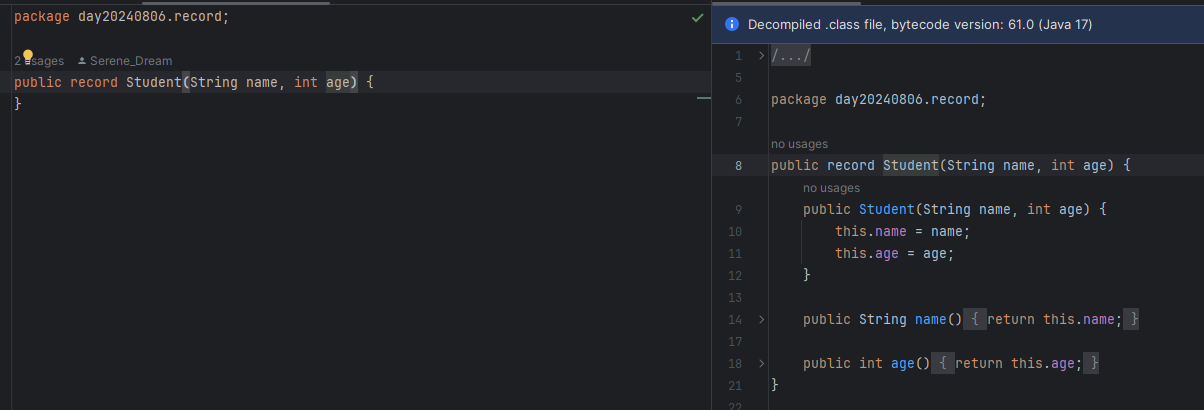 package day20240806.record;
2 usages Serene_Dream
public record Student(String name, int age) {
}
Decompiled .class file, bytecode version: 61.0 (Java 17)
1 /.../
5
6 package day20240806.record;
7
no usages
8 public record Student(String name, int age) {
no usages
9 public Student(String name, int age) {
10 this.name = name;
11 this.age = age;
12 }
13
14 public String name() { return this.name; }
17
18 public int age() { return this.age; }
21 }
22